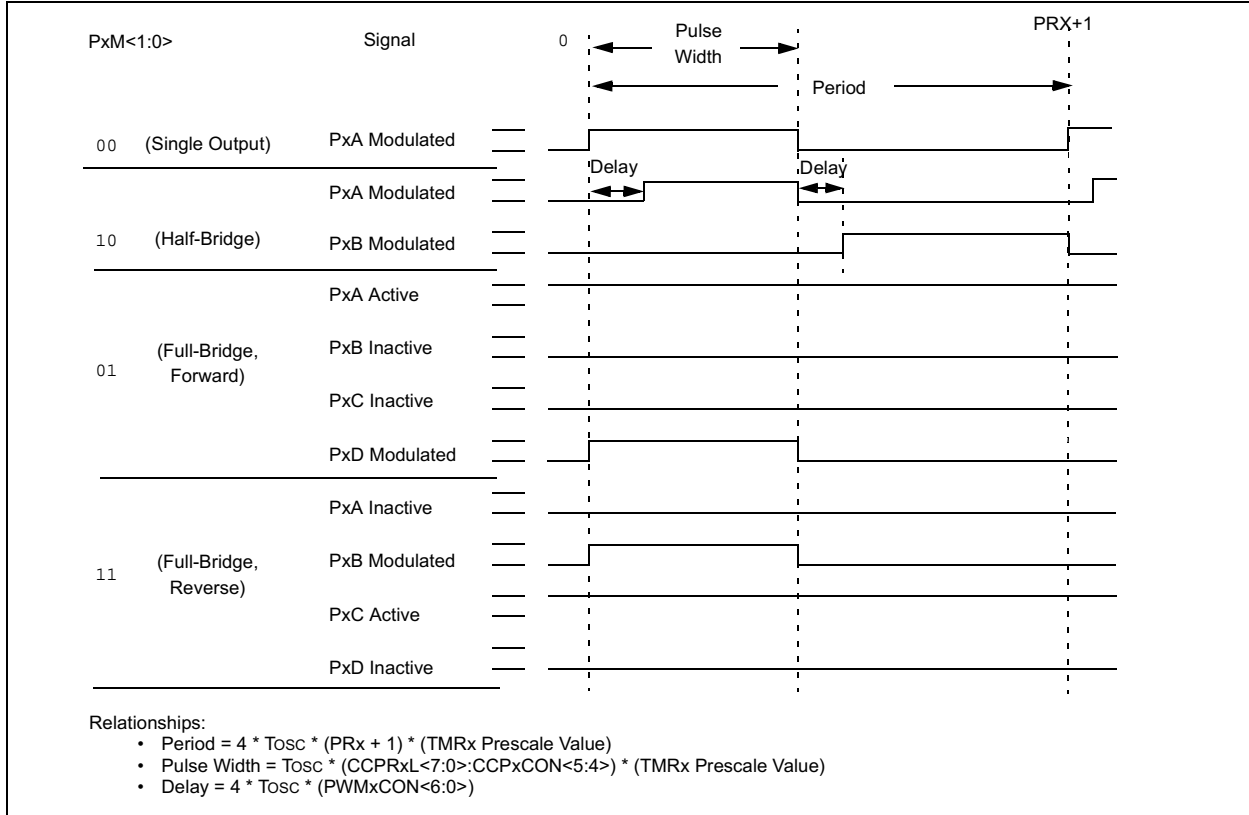 PxM<1:0>
Signal
0
Pulse
Width
PRX+1
Period
00
(Single Output)
PxA Modulated
Delay
Delay
PxA Modulated
10
(Half-Bridge)
PxB Modulated
PxA Active
01
(Full-Bridge,
Forward)
PxB Inactive
PxC Inactive
PxD Modulated
PxA Inactive
11
(Full-Bridge,
Reverse)
PxB Modulated
PxC Active
PxD Inactive
Relationships:
• Period = 4 * TOSC * (PRx + 1) * (TMRx Prescale Value)
• Pulse Width = TOSC * (CCPRxL<7:0>:CCPxCON<5:4>) * (TMRx Prescale Value)
• Delay = 4 * TOSC * (PWMxCON<6:0>)